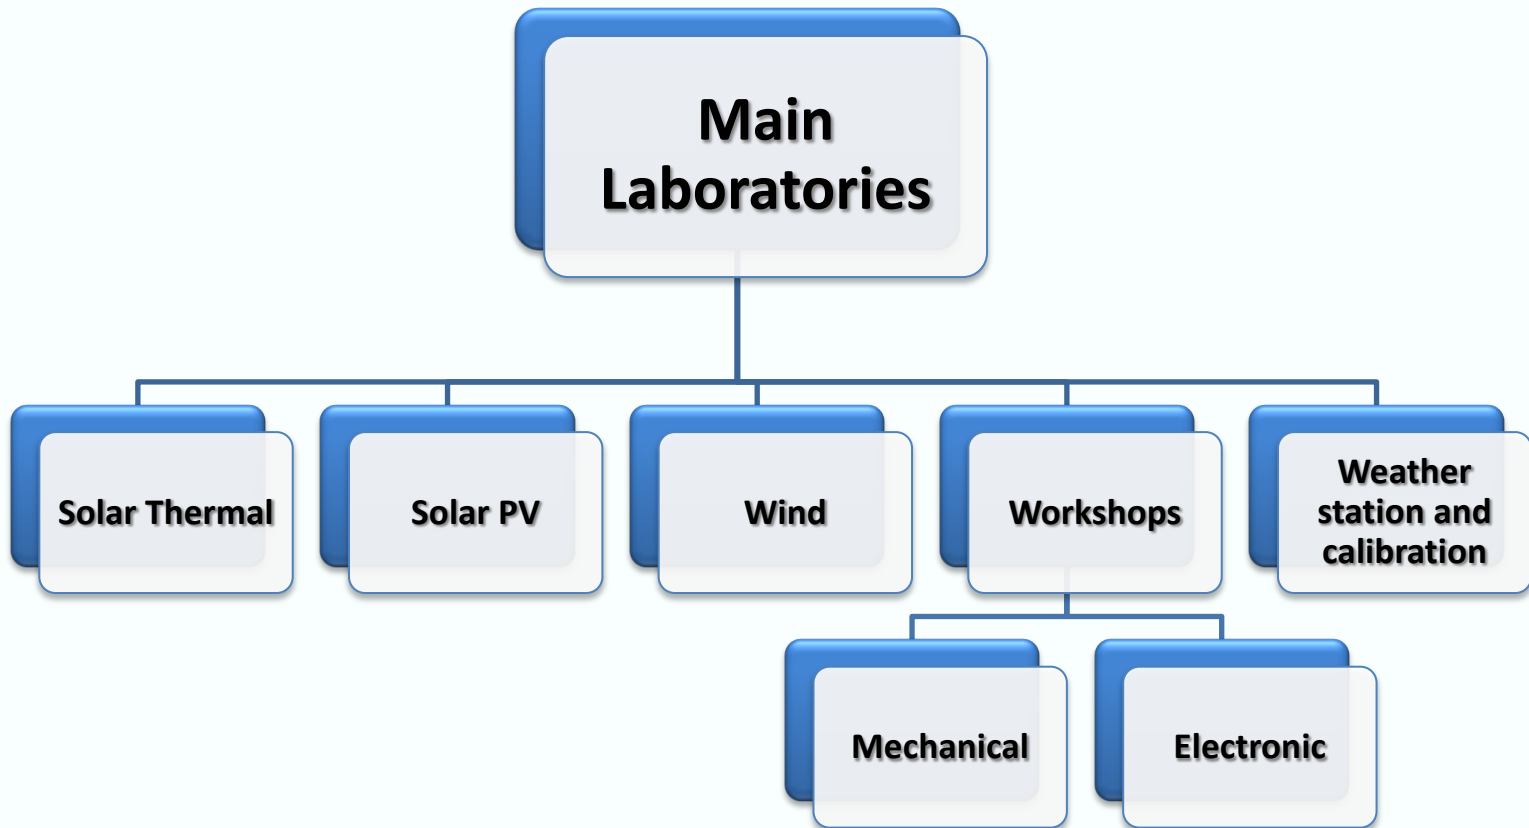 Main
Laboratories
Solar Thermal
Solar PV
Wind
Workshops
Weather
station and
calibration
Mechanical
Electronic